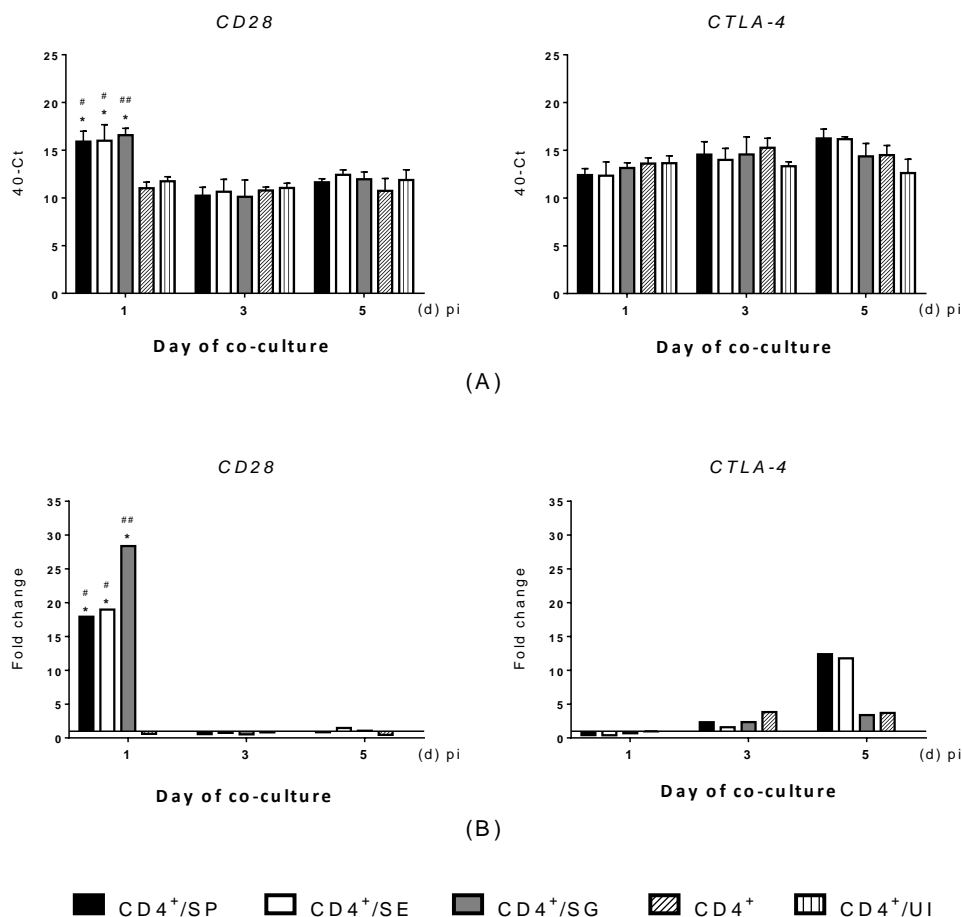 CD28
CTLA-4
25
20
15
10
5
0
40-Ct
# # ##
* * *
1 3 5 (d) pi
Day of co-culture
25
20
15
10
5
0
40-Ct
1 3 5 (d) pi
Day of co-culture
(A)
CD28
CTLA-4
35
30
25
20
15
10
5
0
Fold change
##
*
# #
* *
1 3 5 (d) pi
Day of co-culture
35
30
25
20
15
10
5
0
Fold change
1 3 5 (d) pi
Day of co-culture
(B)
CD4⁺/SP CD4⁺/SE CD4⁺/SG CD4⁺ CD4⁺/UI